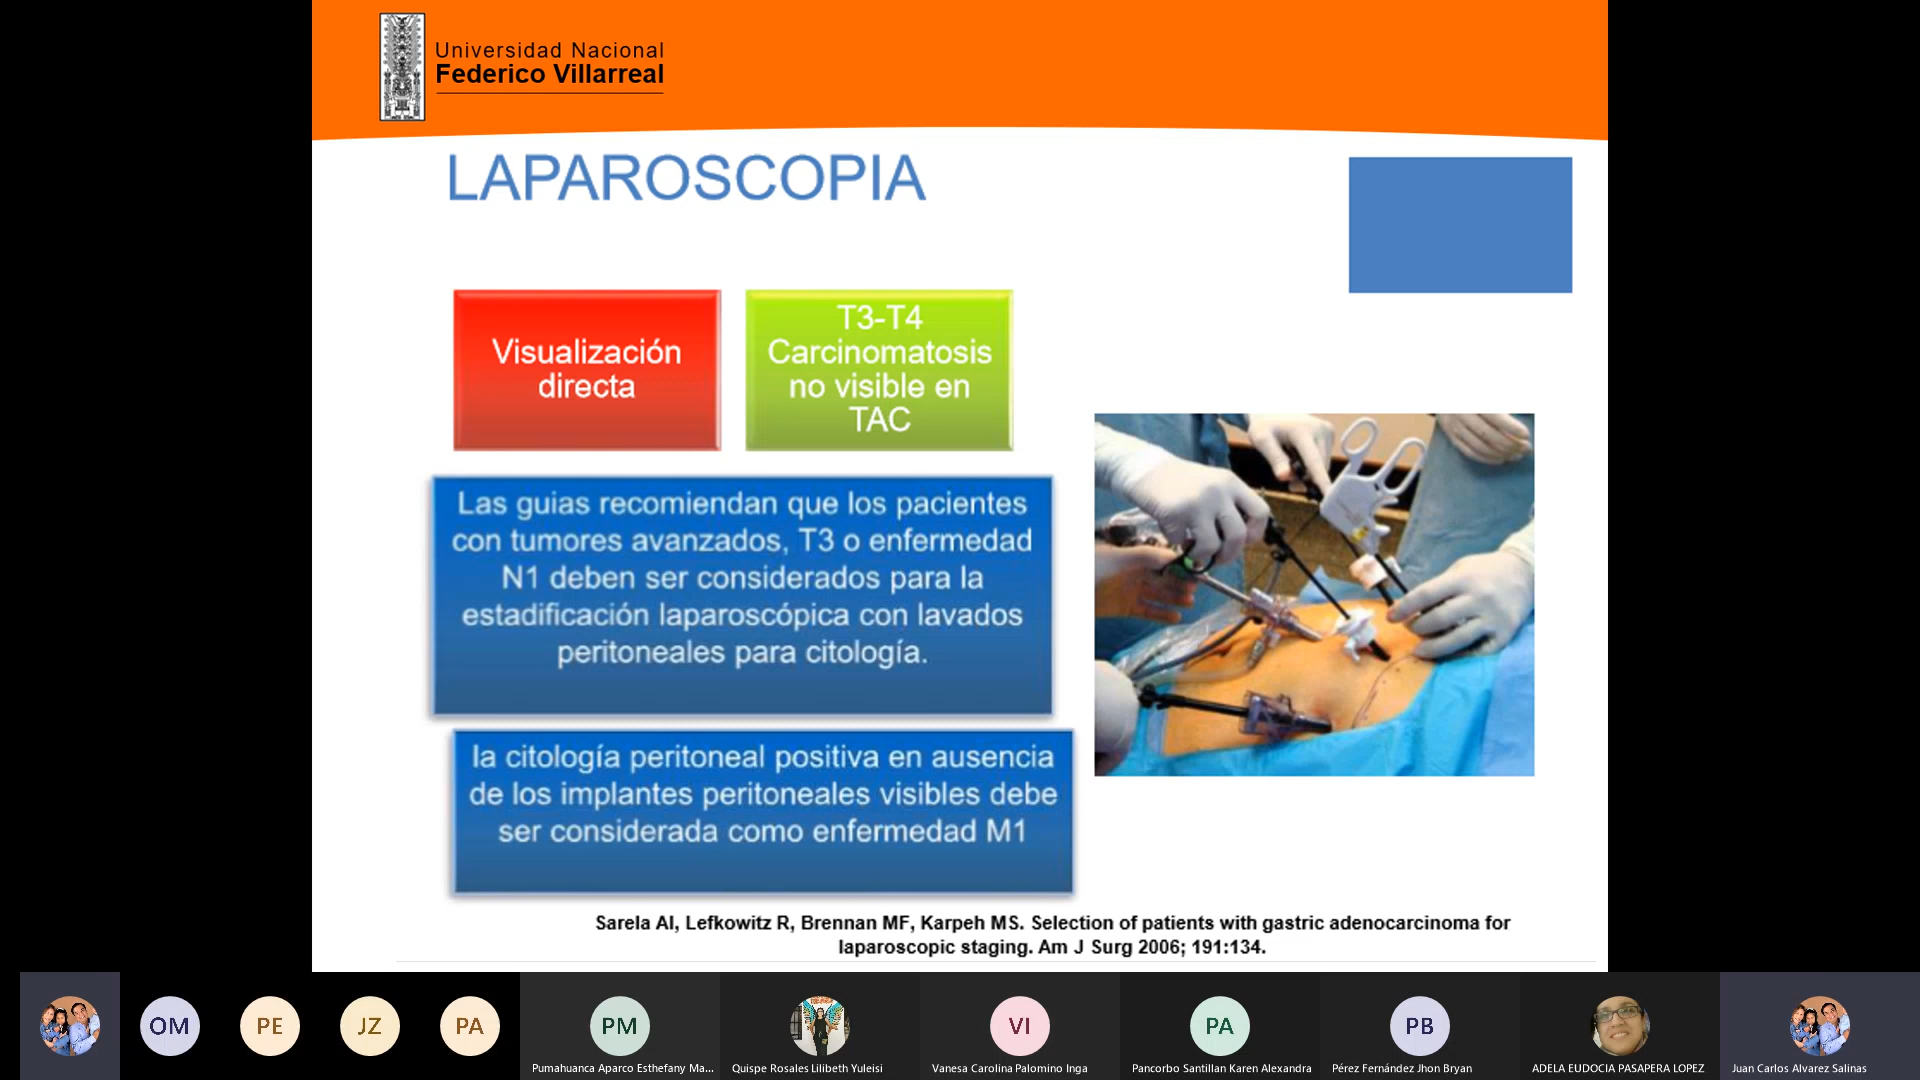 Universidad Nacional
Federico Villarreal
LAPAROSCOPIA
Visualización
directa
T3-T4
Carcinomatosis
no visible en
TAC
Las guias recomiendan que los pacientes
con tumores avanzados, T3 o enfermedad
N1 deben ser considerados para la
estadificación laparoscópica con lavados
peritoneales para citología.
la citología peritoneal positiva en ausencia
de los implantes peritoneales visibles debe
ser considerada como enfermedad M1
Sarela AI, Lefkowitz R, Brennan MF, Karpeh MS. Selection of patients with gastric adenocarcinoma for
laparoscopic staging. Am J Surg 2006; 191:134.
OM
PE
JZ
PA
PM
VI
PA
PB
Pumahuanca Aparco Esthefany Ma...
Quispe Rosales Lilibeth Yuleisi
Vanesa Carolina Palomino Inga
Pancorbo Santillan Karen Alexandra
Pérez Fernández Jhon Bryan
ADELA EUDOCIA PASAPERA LOPEZ
Juan Carlos Alvarez Salinas